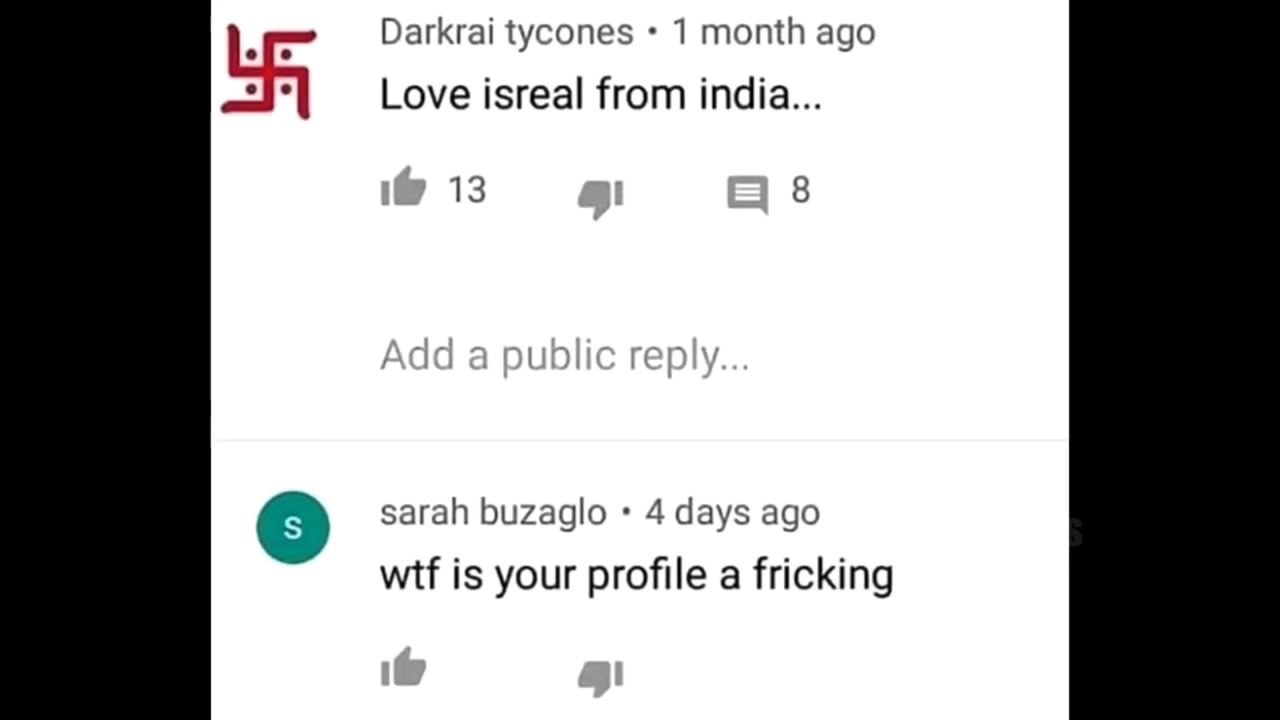 Darkrai tycones • 1 month ago
Love isreal from india...
13 8
Add a public reply...
S
sarah buzaglo • 4 days ago
wtf is your profile a fricking